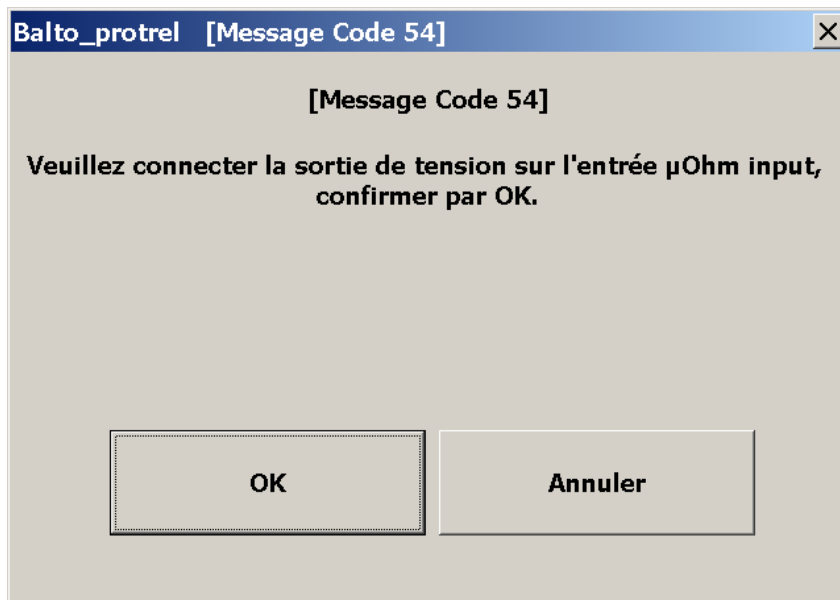 Balto_protrel [Message Code 54]
[Message Code 54]
Veuillez connecter la sortie de tension sur l'entrée µOhm input,
confirmer par OK.
OK
Annuler